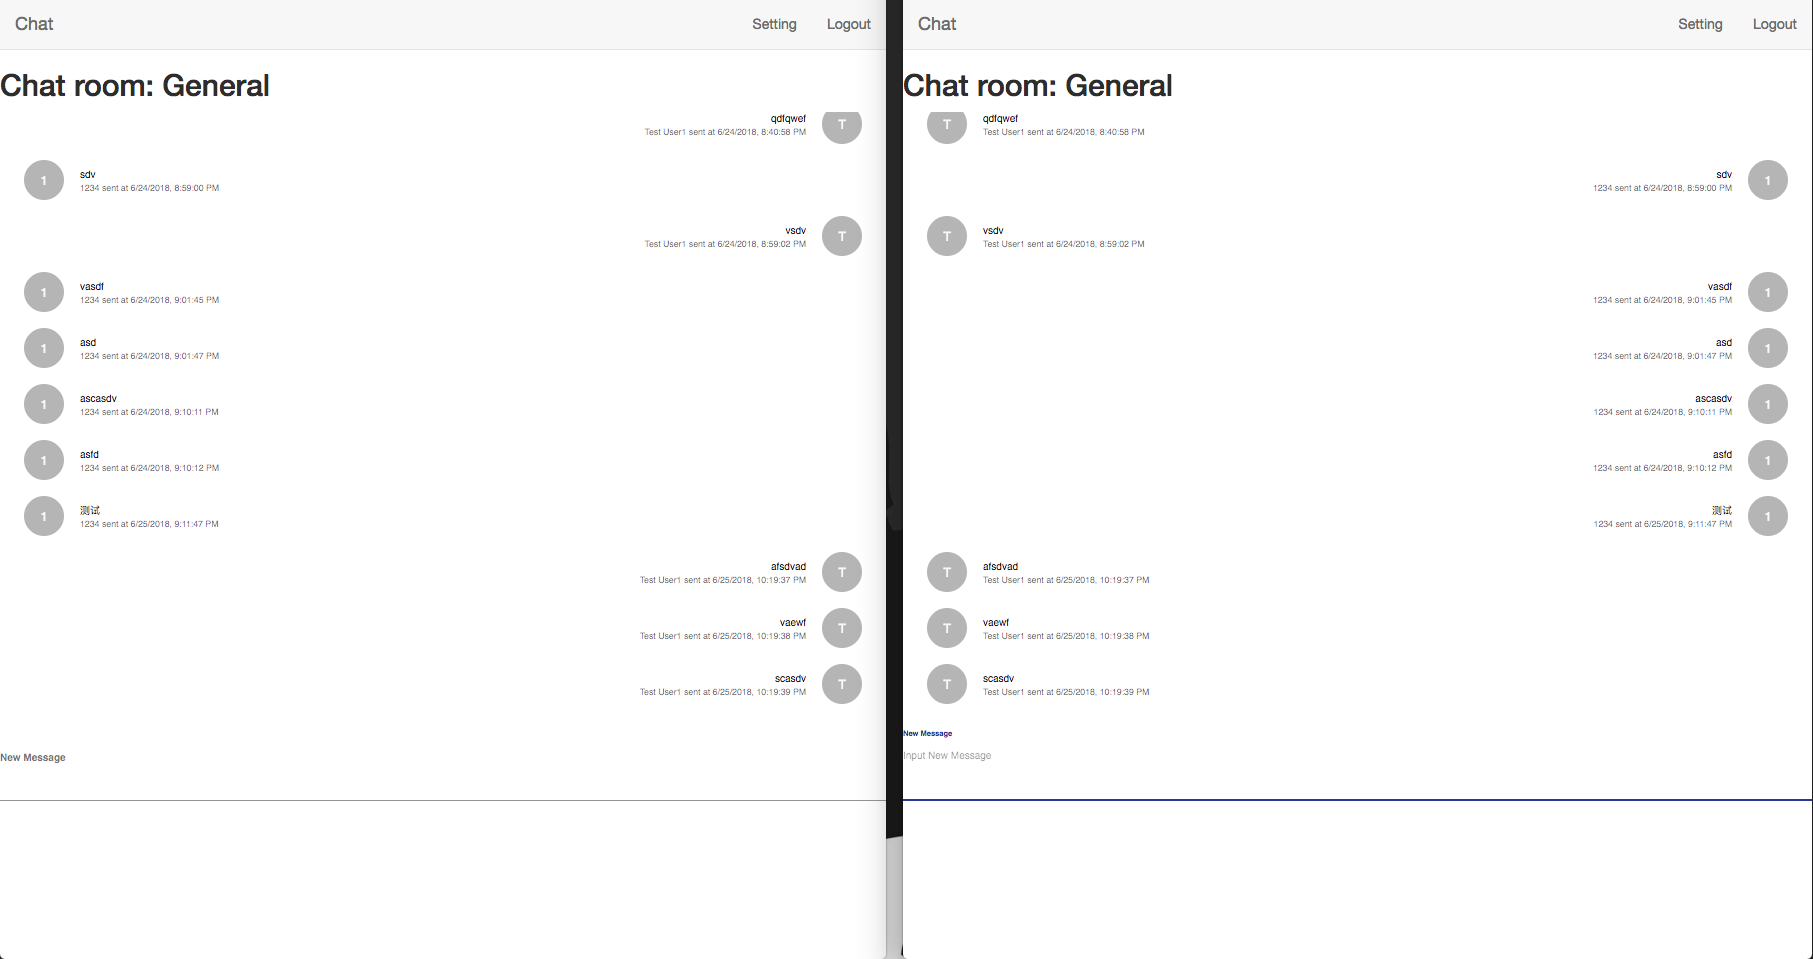 Chat
Setting
Logout
Chat room: General
qdfqwef
Test User1 sent at 6/24/2018, 8:40:58 PM
T
1
sdv
1234 sent at 6/24/2018, 8:59:00 PM
vsdv
Test User1 sent at 6/24/2018, 8:59:02 PM
T
1
vasdf
1234 sent at 6/24/2018, 9:01:45 PM
1
asd
1234 sent at 6/24/2018, 9:01:47 PM
1
ascasdv
1234 sent at 6/24/2018, 9:10:11 PM
1
asfd
1234 sent at 6/24/2018, 9:10:12 PM
1
测试
1234 sent at 6/25/2018, 9:11:47 PM
afsdvad
Test User1 sent at 6/25/2018, 10:19:37 PM
T
vaewf
Test User1 sent at 6/25/2018, 10:19:38 PM
T
scasdv
Test User1 sent at 6/25/2018, 10:19:39 PM
T
New Message
Chat
Setting
Logout
Chat room: General
T
qdfqwef
Test User1 sent at 6/24/2018, 8:40:58 PM
sdv
1234 sent at 6/24/2018, 8:59:00 PM
1
T
vsdv
Test User1 sent at 6/24/2018, 8:59:02 PM
vasdf
1234 sent at 6/24/2018, 9:01:45 PM
1
asd
1234 sent at 6/24/2018, 9:01:47 PM
1
ascasdv
1234 sent at 6/24/2018, 9:10:11 PM
1
asfd
1234 sent at 6/24/2018, 9:10:12 PM
1
测试
1234 sent at 6/25/2018, 9:11:47 PM
1
T
afsdvad
Test User1 sent at 6/25/2018, 10:19:37 PM
T
vaewf
Test User1 sent at 6/25/2018, 10:19:38 PM
T
scasdv
Test User1 sent at 6/25/2018, 10:19:39 PM
New Message
Input New Message